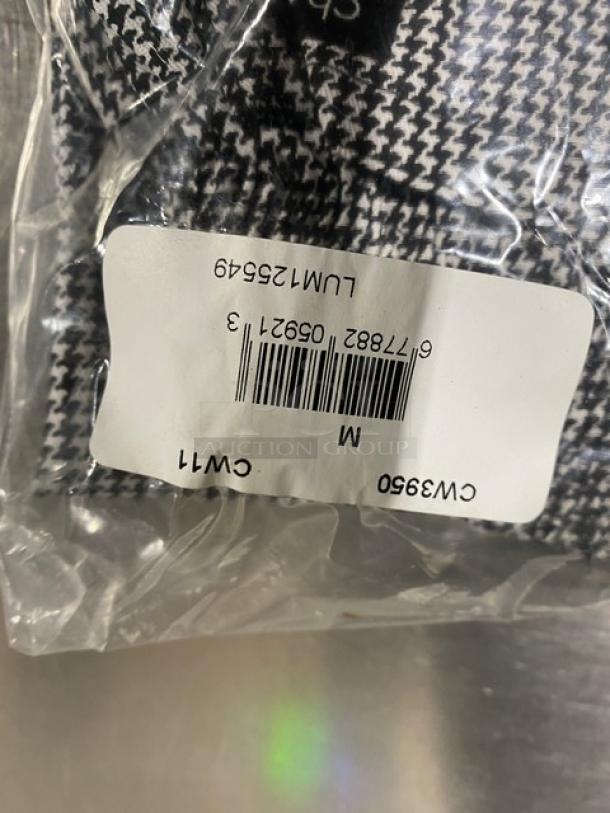 CW3950 CW11
M
6 77882 05921 3
LUM125549
AUCTION GROUP